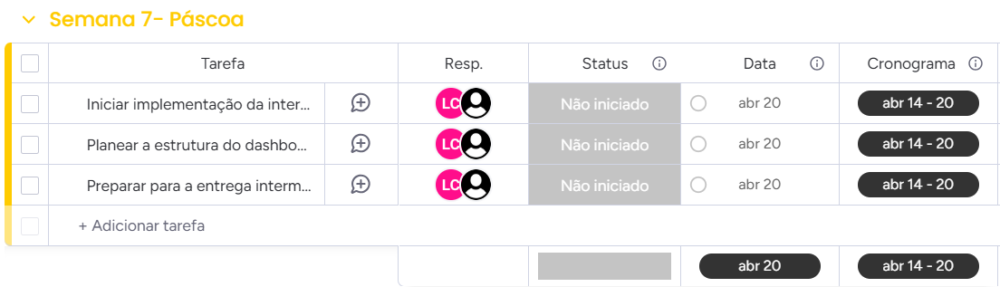 Semana 7- Páscoa
Tarefa Resp. Status Data Cronograma
Iniciar implementação da inter... LC Não iniciado abr 20 abr 14 - 20
Planear a estrutura do dashbo... LC Não iniciado abr 20 abr 14 - 20
Preparar para a entrega interm... LC Não iniciado abr 20 abr 14 - 20
+ Adicionar tarefa
abr 20 abr 14 - 20